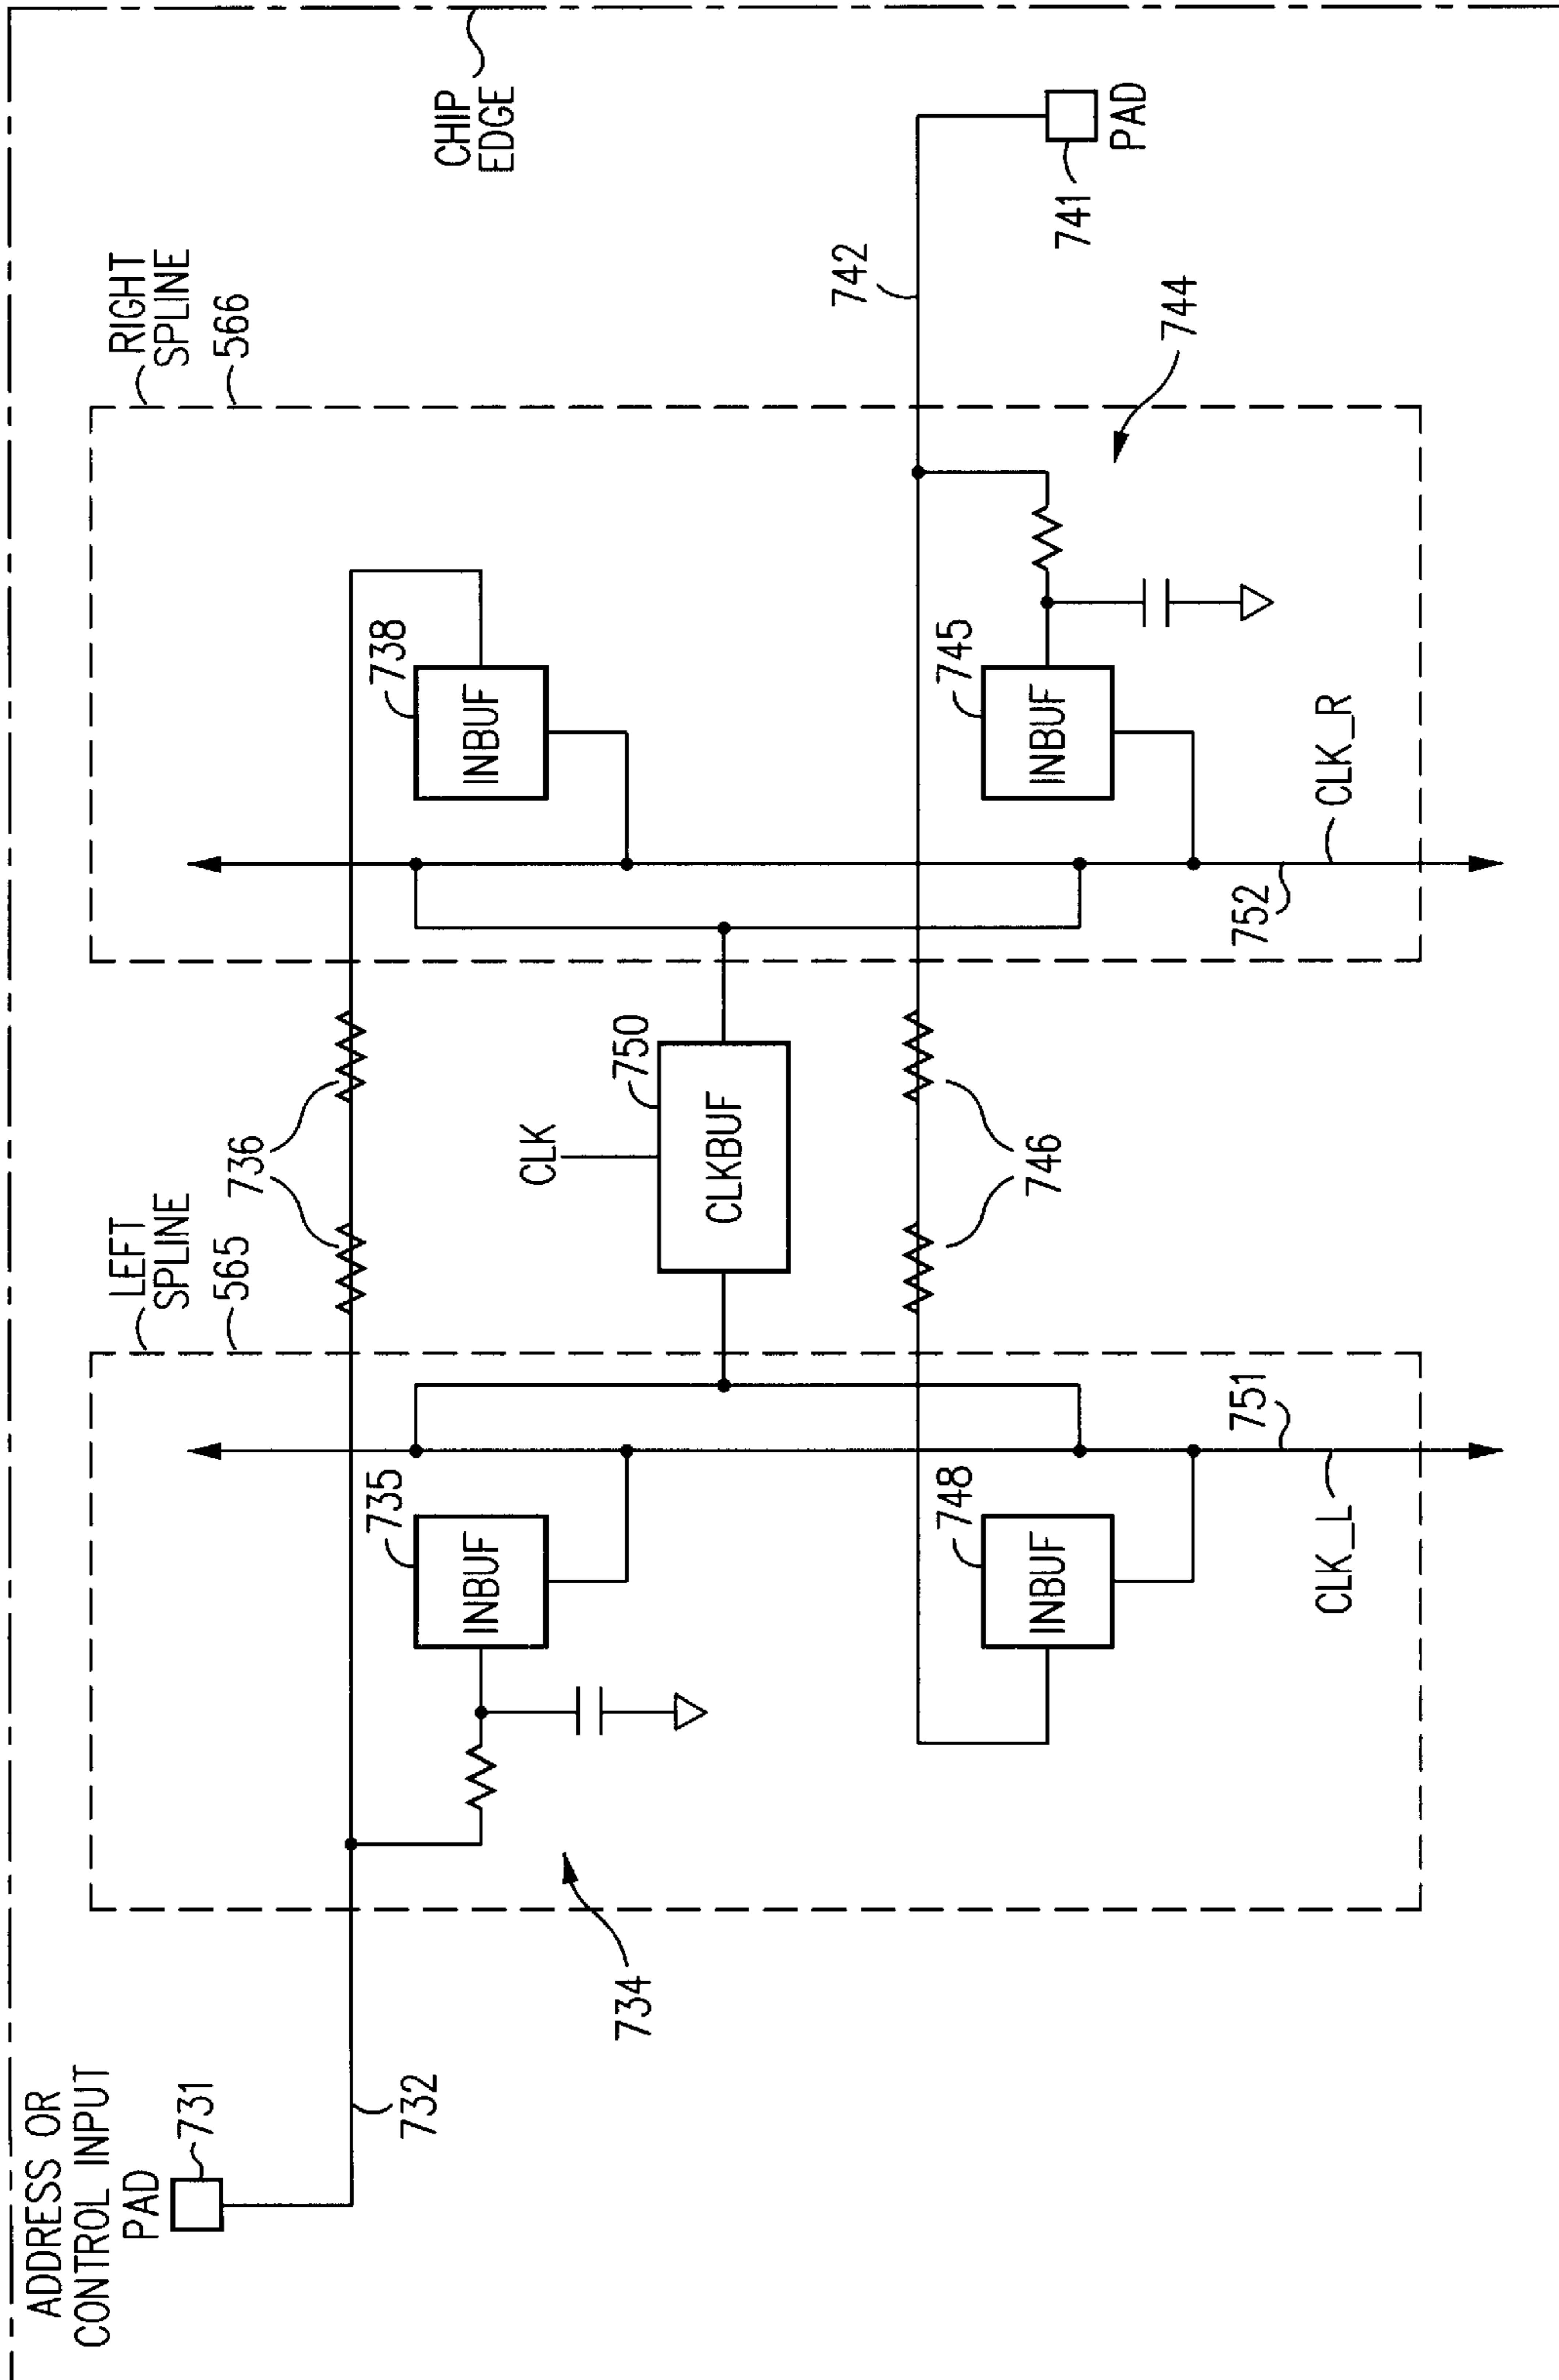 ADDRESS OR
CONTROL INPUT
PAD
731
732
734
LEFT
SPLINE
565
735
INBUF
748
INBUF
751
CLK_L
736
CLK
750
CLKBUF
746
RIGHT
SPLINE
566
738
INBUF
745
INBUF
752
CLK_R
742
744
CHIP
EDGE
741
PAD